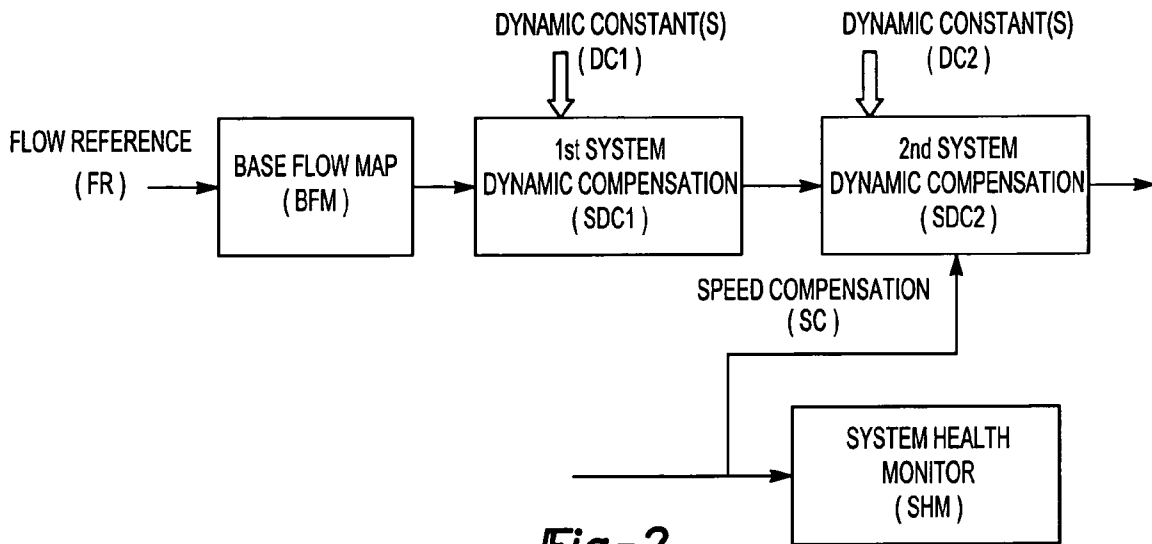 DYNAMIC CONSTANT(S)
( DC1 )
DYNAMIC CONSTANT(S)
( DC2 )
FLOW REFERENCE
( FR )
BASE FLOW MAP
( BFM )
1st SYSTEM
DYNAMIC COMPENSATION
( SDC1 )
2nd SYSTEM
DYNAMIC COMPENSATION
( SDC2 )
SPEED COMPENSATION
( SC )
SYSTEM HEALTH
MONITOR
( SHM )
Fig-2